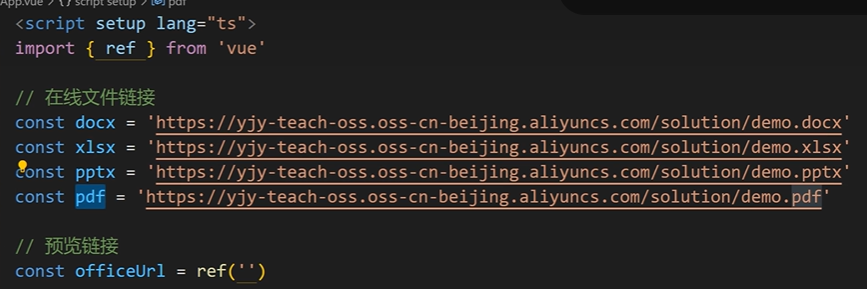 App.vue > {} script setup > pdf
<script setup lang="ts">
import { ref } from 'vue'
// 在线文件链接
const docx = 'https://yjy-teach-oss.oss-cn-beijing.aliyuncs.com/solution/demo.docx'
const xlsx = 'https://yjy-teach-oss.oss-cn-beijing.aliyuncs.com/solution/demo.xlsx'
const pptx = 'https://yjy-teach-oss.oss-cn-beijing.aliyuncs.com/solution/demo.pptx'
const pdf = 'https://yjy-teach-oss.oss-cn-beijing.aliyuncs.com/solution/demo.pdf'
// 预览链接
const officeUrl = ref('')